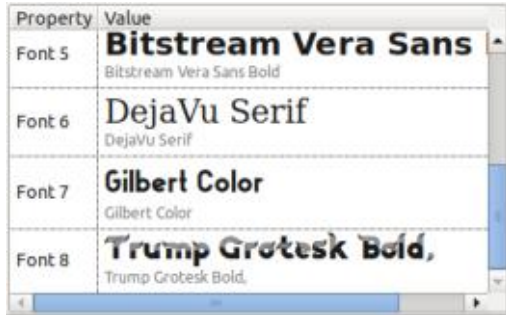 Property Value
Font 5
Bitstream Vera Sans
Bitstream Vera Sans Bold
Font 6
DejaVu Serif
DejaVu Serif
Font 7
Gilbert Color
Gilbert Color
Font 8
Trump Grotesk Bold,
Trump Grotesk Bold,